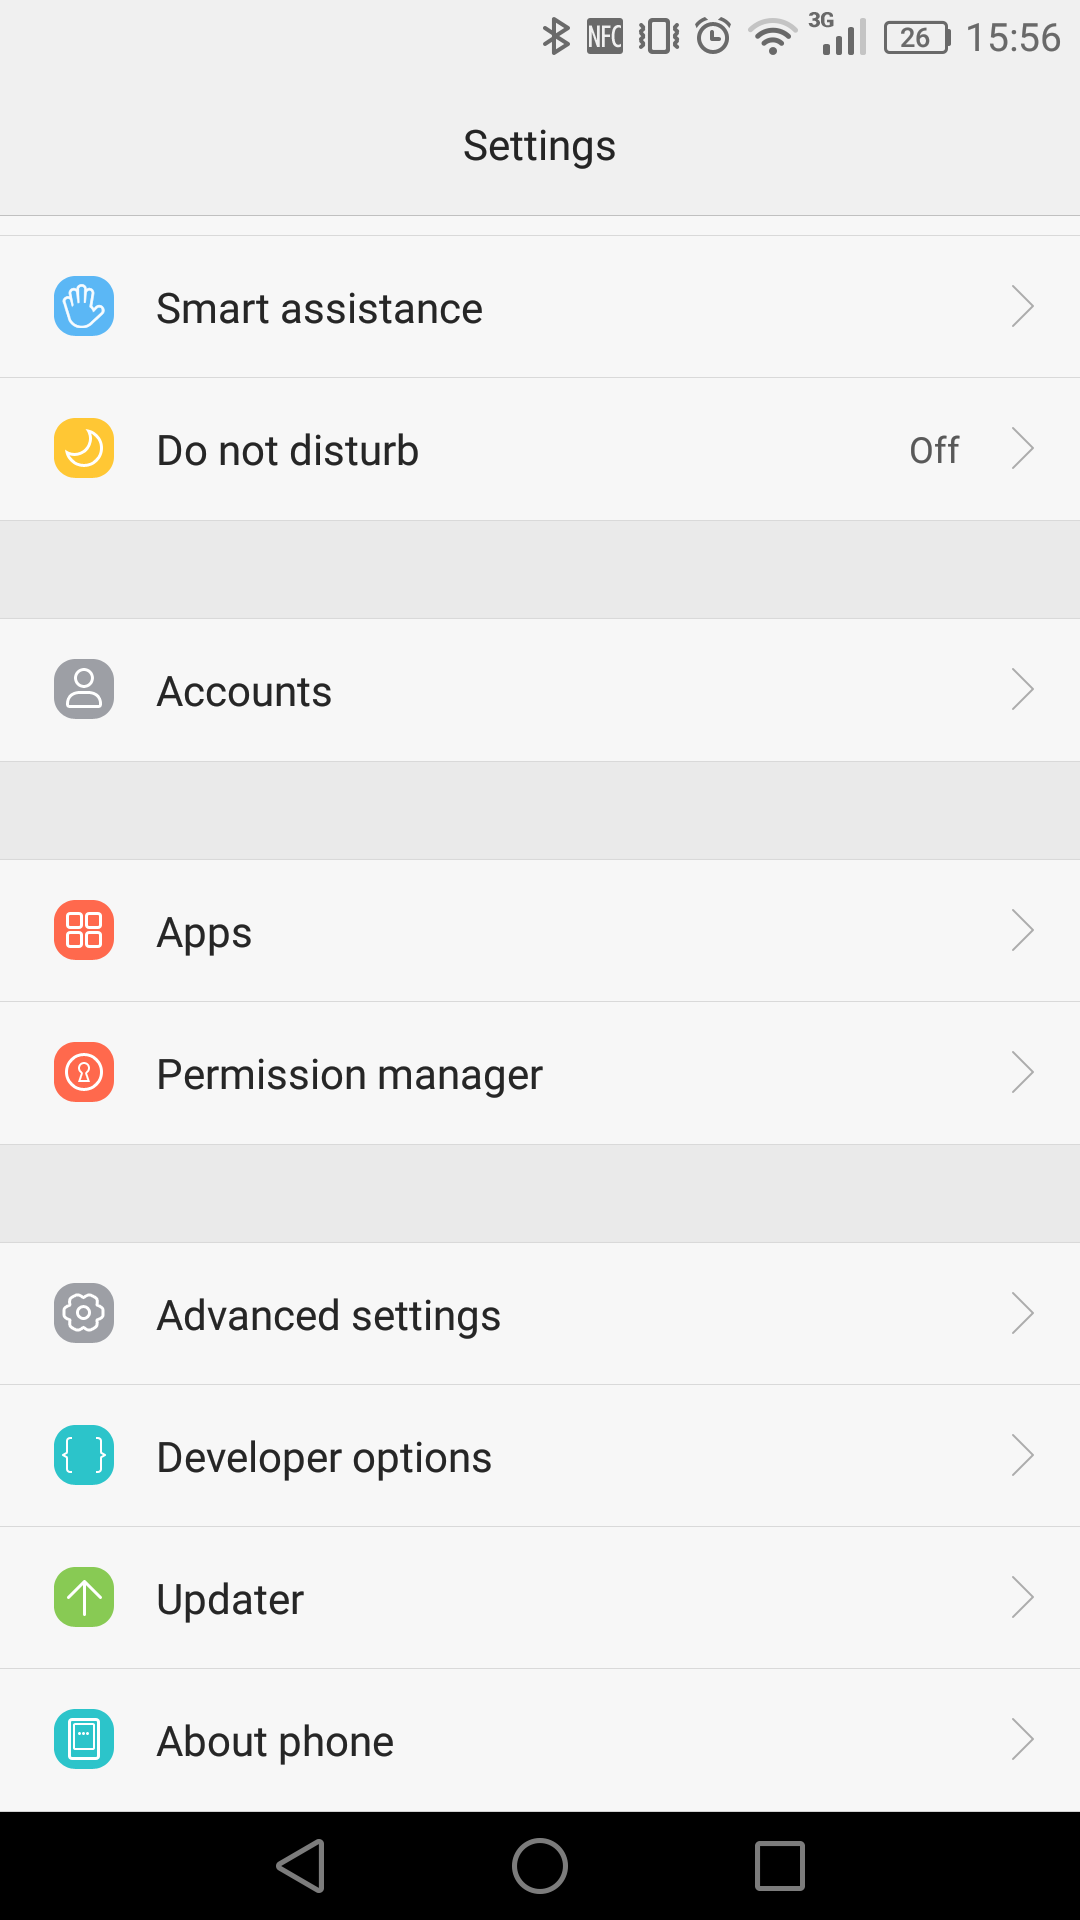 NFC 3G 26 15:56
Settings
Smart assistance
Do not disturb Off
Accounts
Apps
Permission manager
Advanced settings
Developer options
Updater
About phone